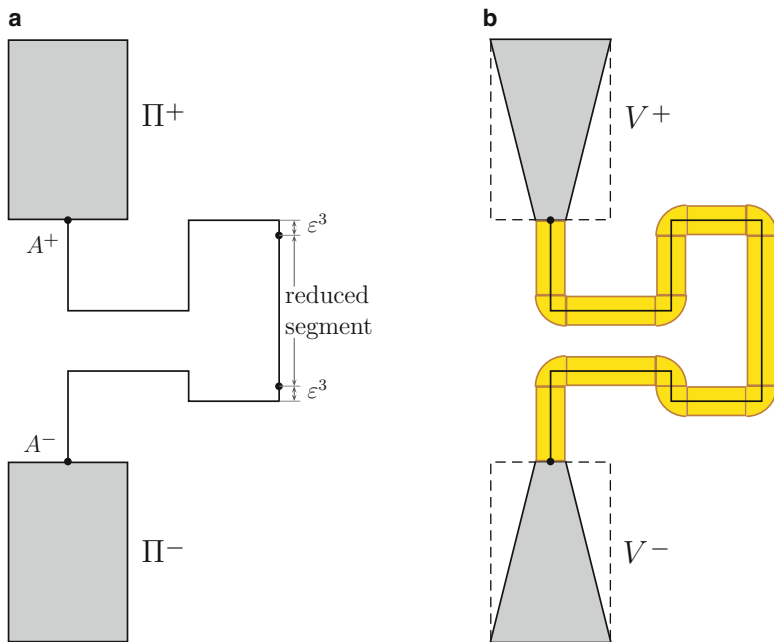 a
Π⁺
A⁺
ε³
reduced
segment
ε³
A⁻
Π⁻
b
V⁺
V⁻